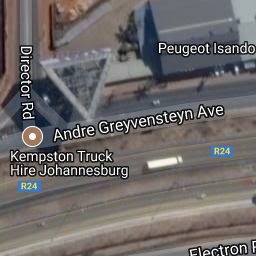 Director Rd
Peugeot Isando
Andre Greyvensteyn Ave
Kempston Truck
Hire Johannesburg
R24
R24
Electron